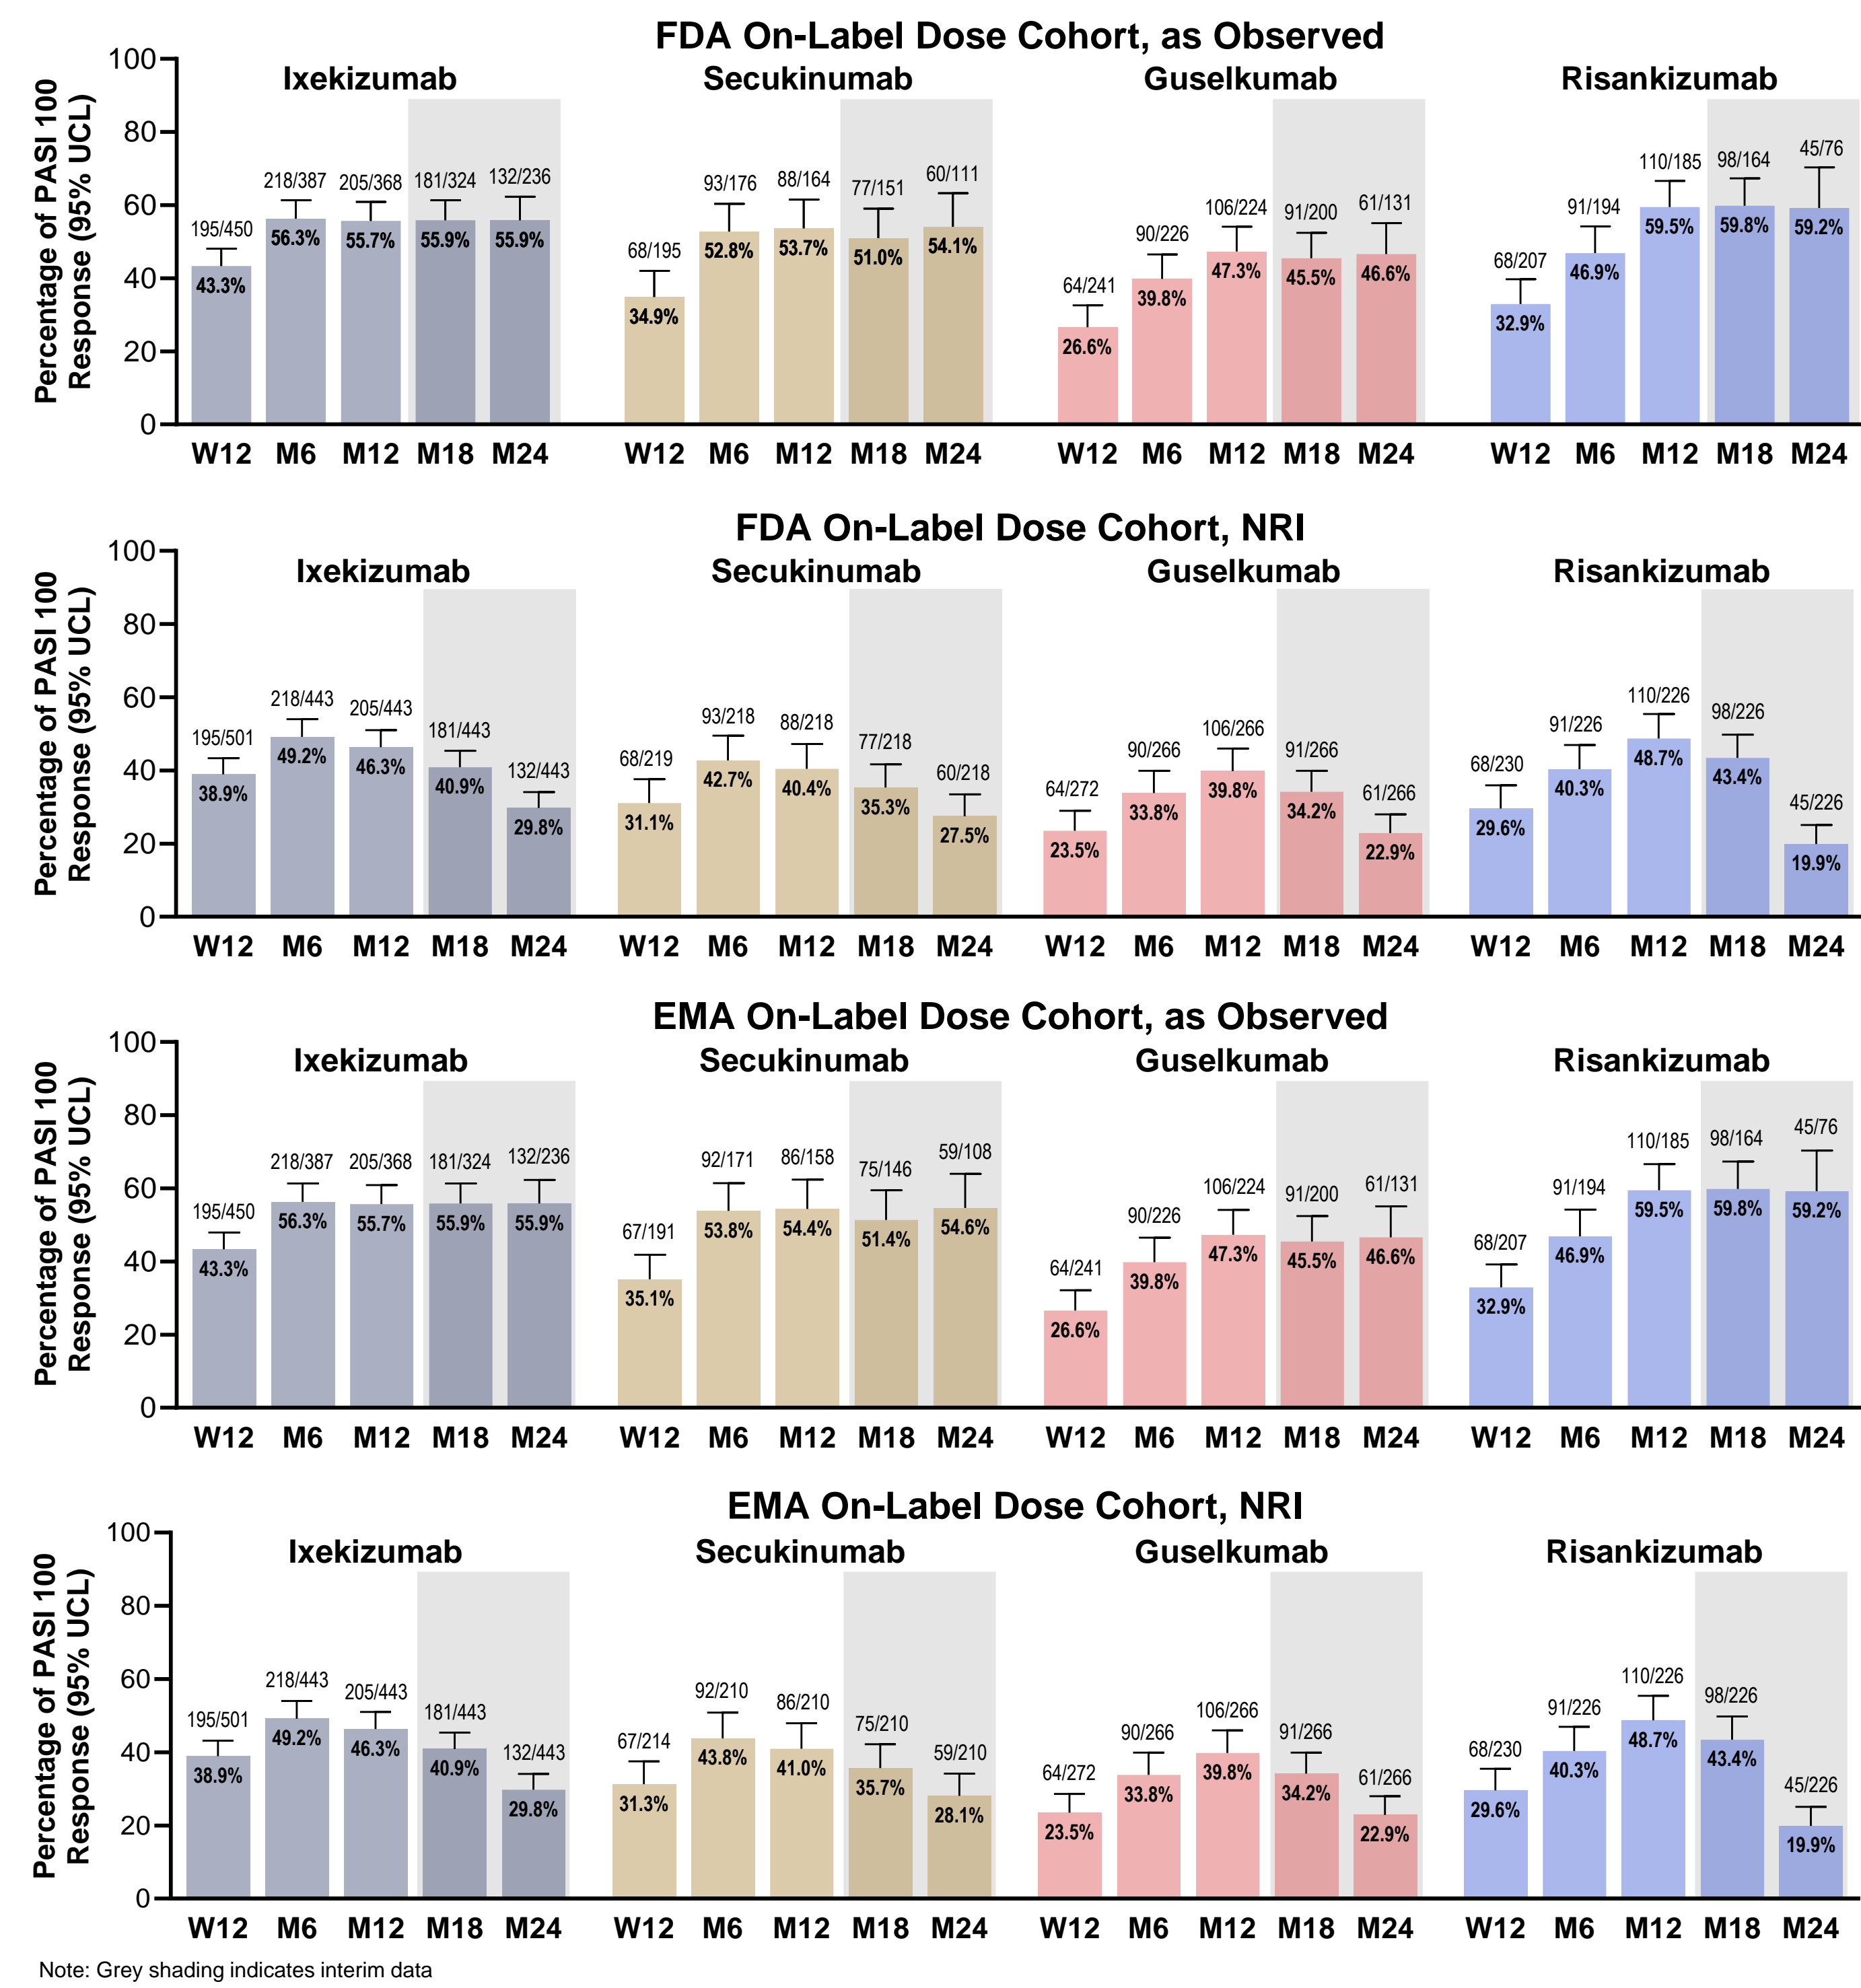 FDA On-Label Dose Cohort, as Observed
Percentage of PASI 100
Response (95% UCL)
100
80
60
40
20
0
Ixekizumab Secukinumab Guselkumab Risankizumab
195/450 218/387 205/368 181/324 132/236 68/195 93/176 88/164 77/151 60/111 64/241 90/226 106/224 91/200 61/131 68/207 91/194 110/185 98/164 45/76
43.3% 56.3% 55.7% 55.9% 55.9% 34.9% 52.8% 53.7% 51.0% 54.1% 26.6% 39.8% 47.3% 45.5% 46.6% 32.9% 46.9% 59.5% 59.8% 59.2%
W12 M6 M12 M18 M24 W12 M6 M12 M18 M24 W12 M6 M12 M18 M24 W12 M6 M12 M18 M24
FDA On-Label Dose Cohort, NRI
Percentage of PASI 100
Response (95% UCL)
100
80
60
40
20
0
Ixekizumab Secukinumab Guselkumab Risankizumab
195/501 218/443 205/443 181/443 132/443 68/219 93/218 88/218 77/218 60/218 64/272 90/266 106/266 91/266 61/266 68/230 91/226 110/226 98/226 45/226
38.9% 49.2% 46.3% 40.9% 29.8% 31.1% 42.7% 40.4% 35.3% 27.5% 23.5% 33.8% 39.8% 34.2% 22.9% 29.6% 40.3% 48.7% 43.4% 19.9%
W12 M6 M12 M18 M24 W12 M6 M12 M18 M24 W12 M6 M12 M18 M24 W12 M6 M12 M18 M24
EMA On-Label Dose Cohort, as Observed
Percentage of PASI 100
Response (95% UCL)
100
80
60
40
20
0
Ixekizumab Secukinumab Guselkumab Risankizumab
195/450 218/387 205/368 181/324 132/236 67/191 92/171 86/158 75/146 59/108 64/241 90/226 106/224 91/200 61/131 68/207 91/194 110/185 98/164 45/76
43.3% 56.3% 55.7% 55.9% 55.9% 35.1% 53.8% 54.4% 51.4% 54.6% 26.6% 39.8% 47.3% 45.5% 46.6% 32.9% 46.9% 59.5% 59.8% 59.2%
W12 M6 M12 M18 M24 W12 M6 M12 M18 M24 W12 M6 M12 M18 M24 W12 M6 M12 M18 M24
EMA On-Label Dose Cohort, NRI
Percentage of PASI 100
Response (95% UCL)
100
80
60
40
20
0
Ixekizumab Secukinumab Guselkumab Risankizumab
195/501 218/443 205/443 181/443 132/443 67/214 92/210 86/210 75/210 59/210 64/272 90/266 106/266 91/266 61/266 68/230 91/226 110/226 98/226 45/226
38.9% 49.2% 46.3% 40.9% 29.8% 31.3% 43.8% 41.0% 35.7% 28.1% 23.5% 33.8% 39.8% 34.2% 22.9% 29.6% 40.3% 48.7% 43.4% 19.9%
W12 M6 M12 M18 M24 W12 M6 M12 M18 M24 W12 M6 M12 M18 M24 W12 M6 M12 M18 M24
Note: Grey shading indicates interim data